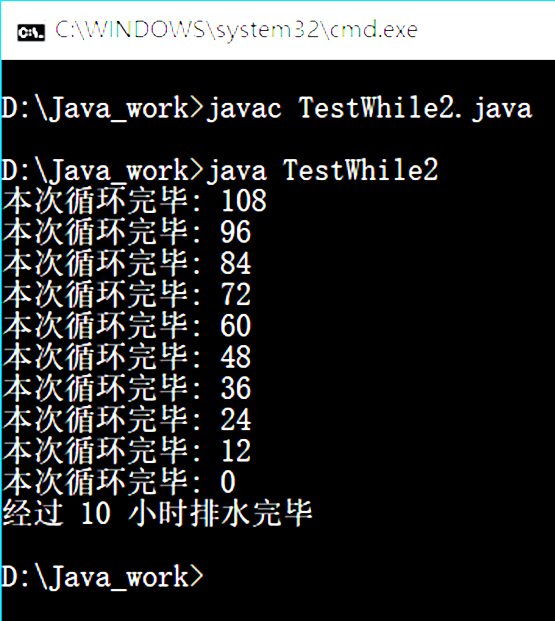 C:\WINDOWS\system32\cmd.exe
D:\Java_work>javac TestWhile2.java
D:\Java_work>java TestWhile2
本次循环完毕: 108
本次循环完毕: 96
本次循环完毕: 84
本次循环完毕: 72
本次循环完毕: 60
本次循环完毕: 48
本次循环完毕: 36
本次循环完毕: 24
本次循环完毕: 12
本次循环完毕: 0
经过 10 小时排水完毕
D:\Java_work>